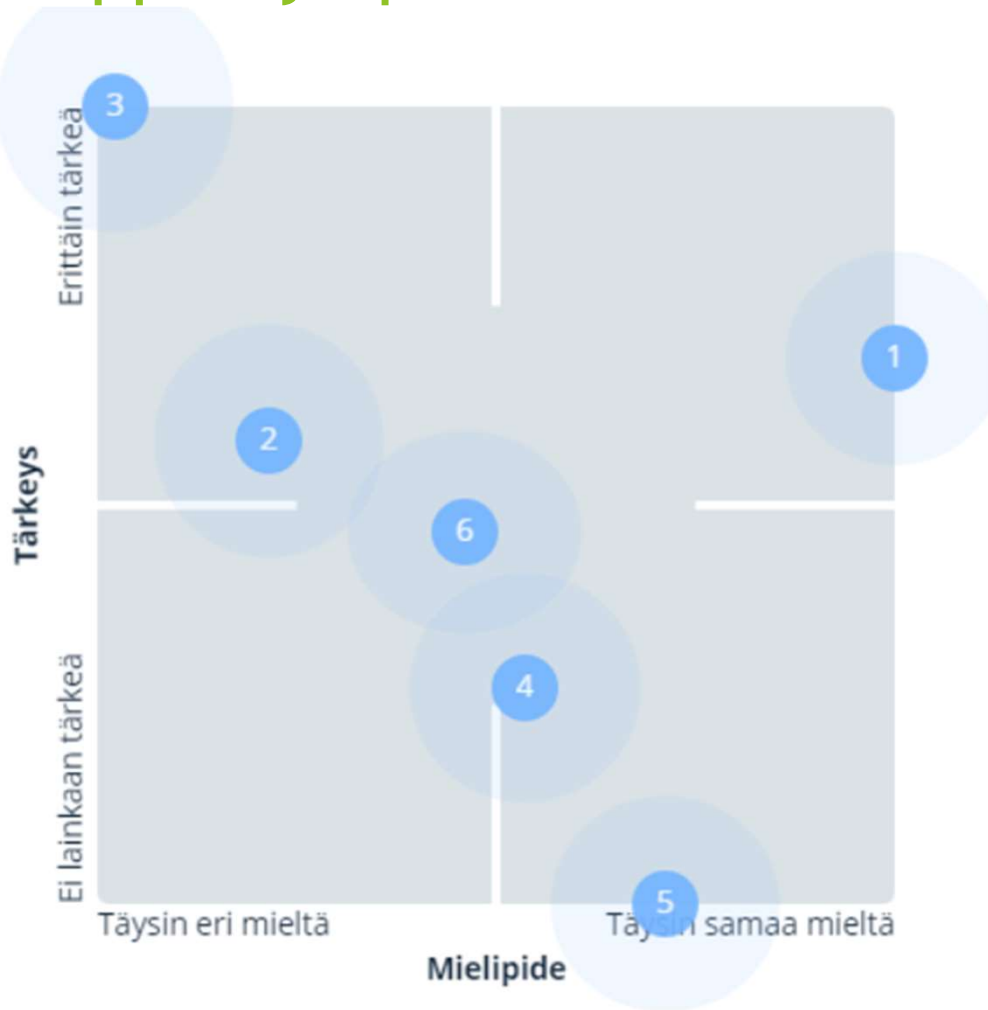 3
Erittäin tärkeä
1
2
Tärkeys
6
4
Ei lainkaan tärkeä
5
Täysin eri mieltä
Täysin samaa mieltä
Mielipide